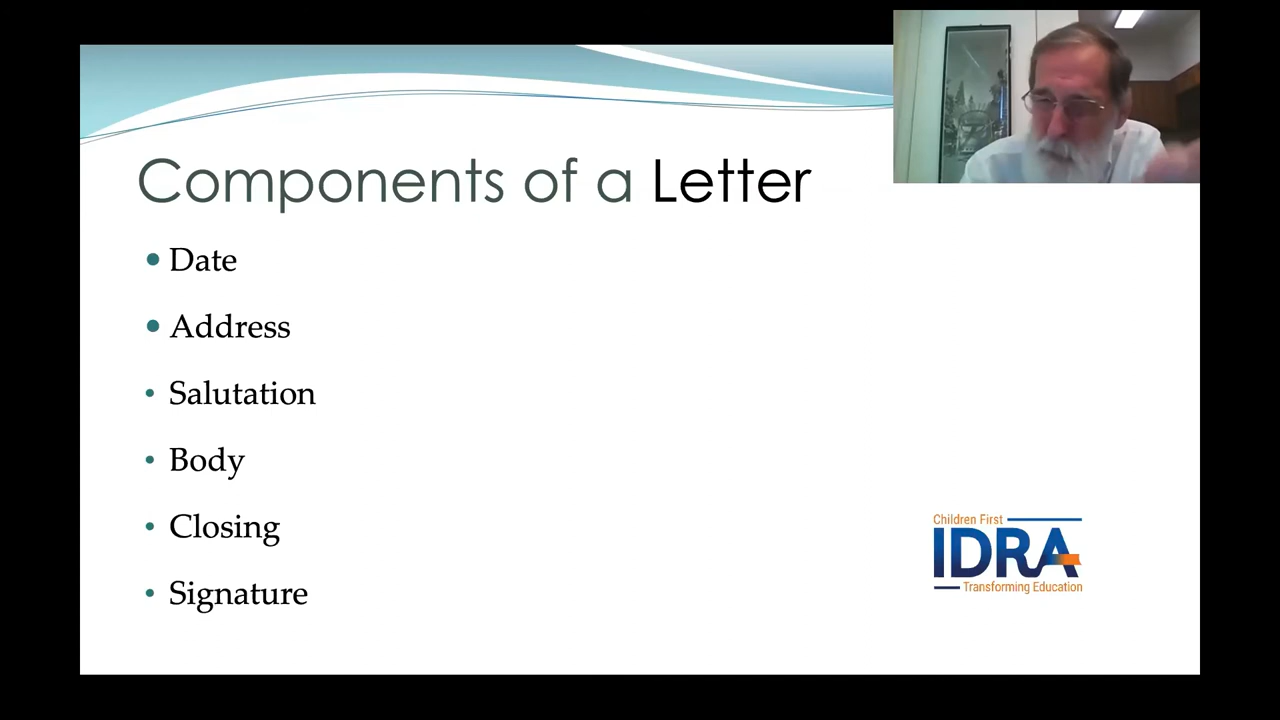 Components of a Letter
Date
Address
Salutation
Body
Closing
Signature
Children First
IDRA
Transforming Education